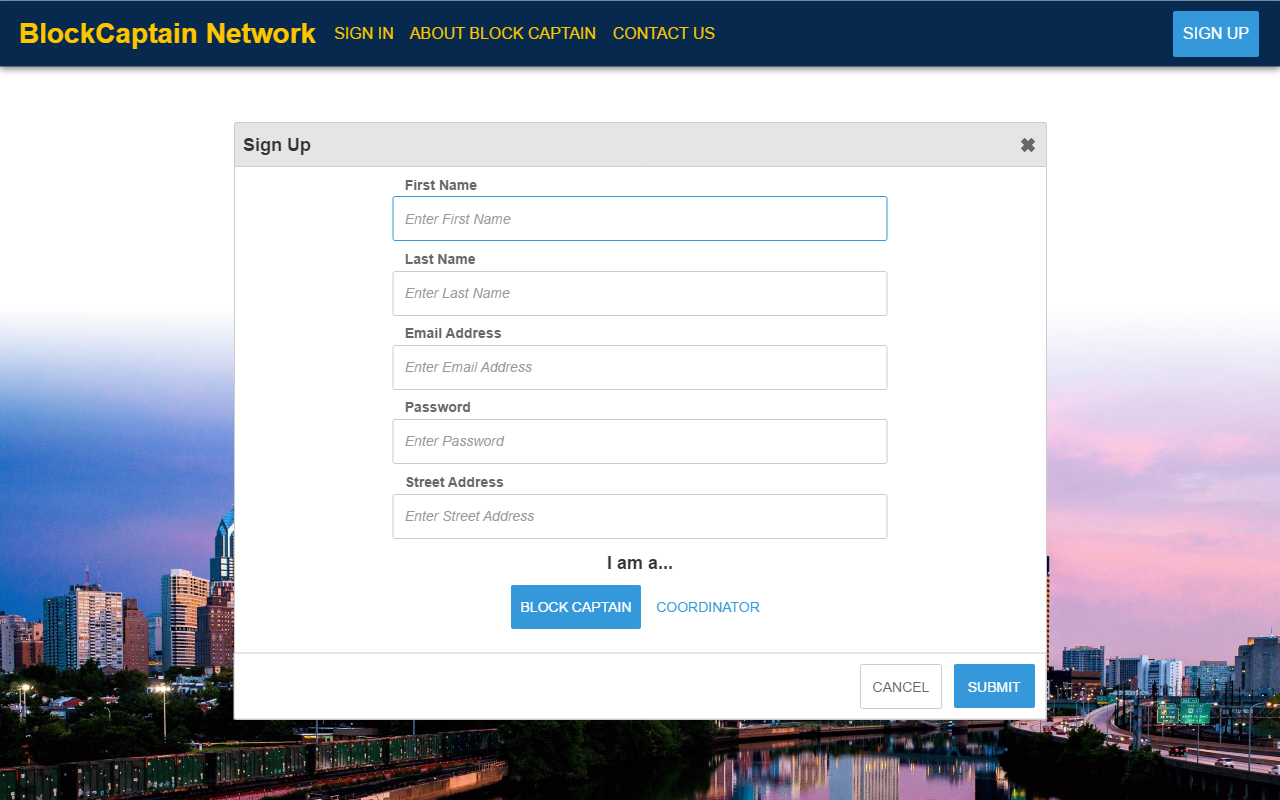 BlockCaptain Network SIGN IN ABOUT BLOCK CAPTAIN CONTACT US SIGN UP
Sign Up ✖
First Name
Enter First Name
Last Name
Enter Last Name
Email Address
Enter Email Address
Password
Enter Password
Street Address
Enter Street Address
I am a...
BLOCK CAPTAIN COORDINATOR
CANCEL SUBMIT